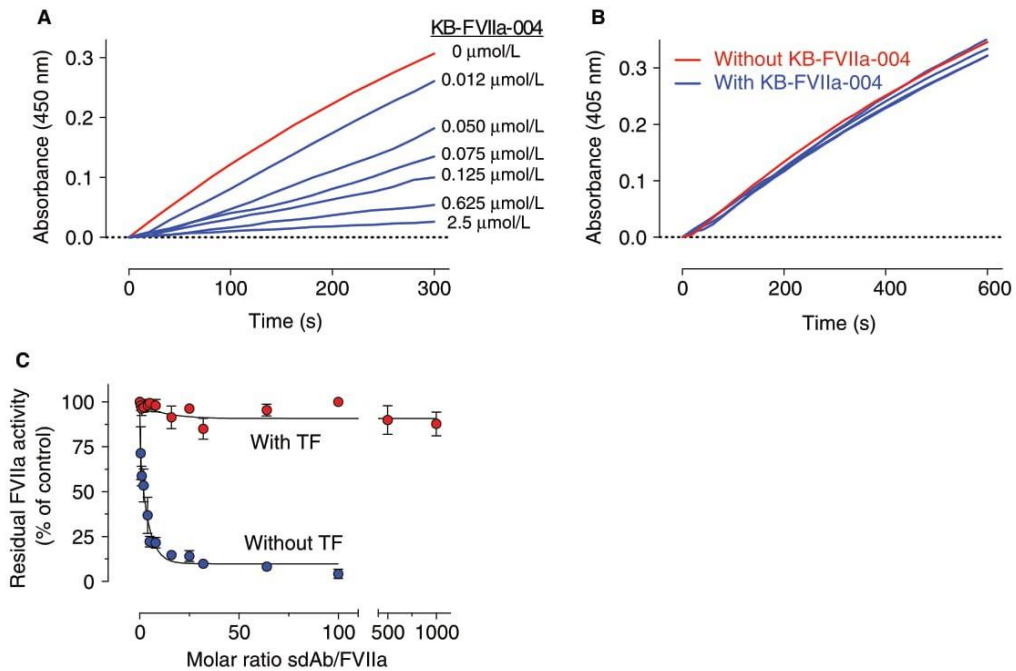 A
KB-FVIIa-004
0 μmol/L
0.012 μmol/L
0.050 μmol/L
0.075 μmol/L
0.125 μmol/L
0.625 μmol/L
2.5 μmol/L
Absorbance (450 nm)
0.3
0.2
0.1
0.0
0 100 200 300
Time (s)
B
Without KB-FVIIa-004
With KB-FVIIa-004
Absorbance (405 nm)
0.3
0.2
0.1
0.0
0 200 400 600
Time (s)
C
Residual FVIIa activity
(% of control)
100
75
50
25
0
With TF
Without TF
0 50 100 500 1000
Molar ratio sdAb/FVIIa